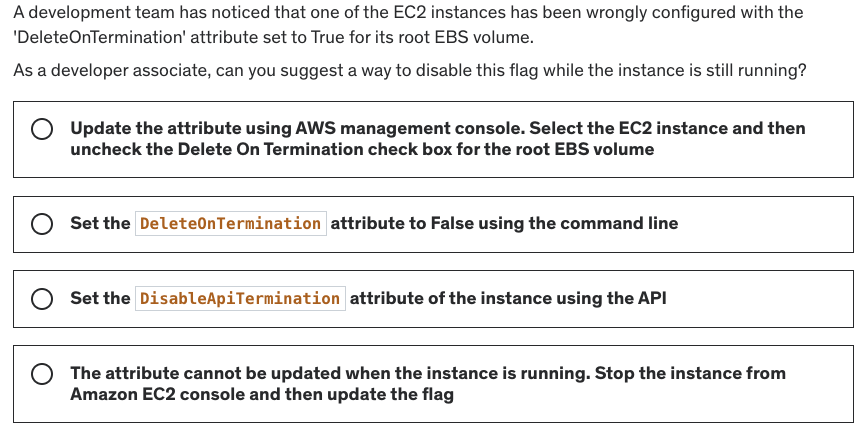 A development team has noticed that one of the EC2 instances has been wrongly configured with the
'DeleteOnTermination' attribute set to True for its root EBS volume.
As a developer associate, can you suggest a way to disable this flag while the instance is still running?
Update the attribute using AWS management console. Select the EC2 instance and then
uncheck the Delete On Termination check box for the root EBS volume
Set the DeleteOnTermination attribute to False using the command line
Set the DisableApiTermination attribute of the instance using the API
The attribute cannot be updated when the instance is running. Stop the instance from
Amazon EC2 console and then update the flag